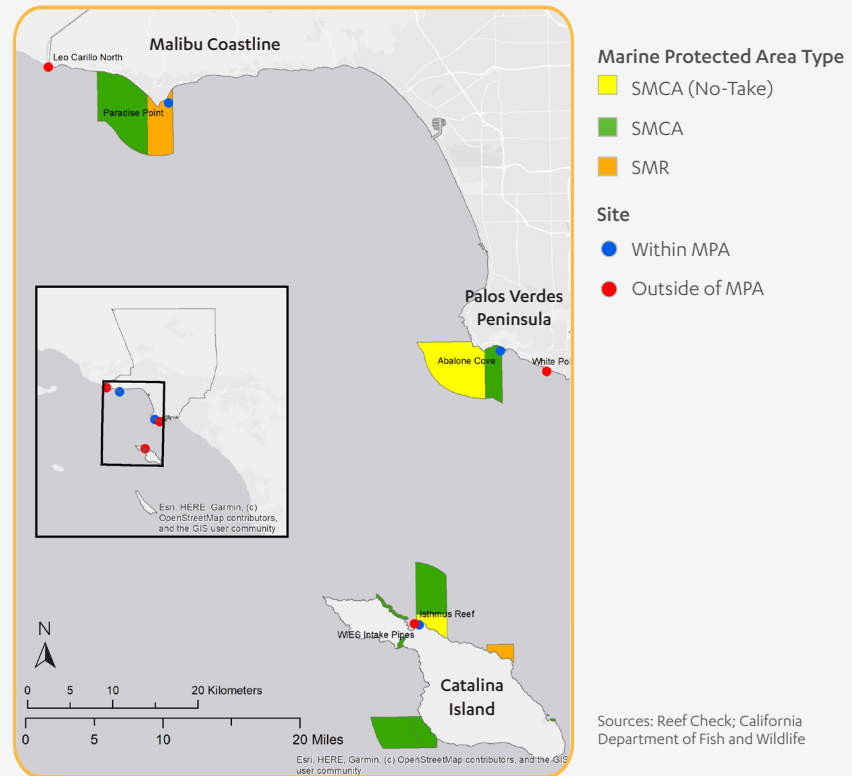 Malibu Coastline
Leo Carillo North
Paradise Point
Palos Verdes
Peninsula
Abalone Cove
White Po
Esri, HERE, Garmin, (c)
OpenStreetMap contributors,
and the GIS user community
Isthmus Reef
WIES Intake Pipes
Catalina
Island
N
0 5 10 20 Kilometers
0 5 10 20 Miles
Esri, HERE, Garmin, (c) OpenStreetMap contributors, and the GIS
user community
Marine Protected Area Type
SMCA (No-Take)
SMCA
SMR
Site
Within MPA
Outside of MPA
Sources: Reef Check; California
Department of Fish and Wildlife